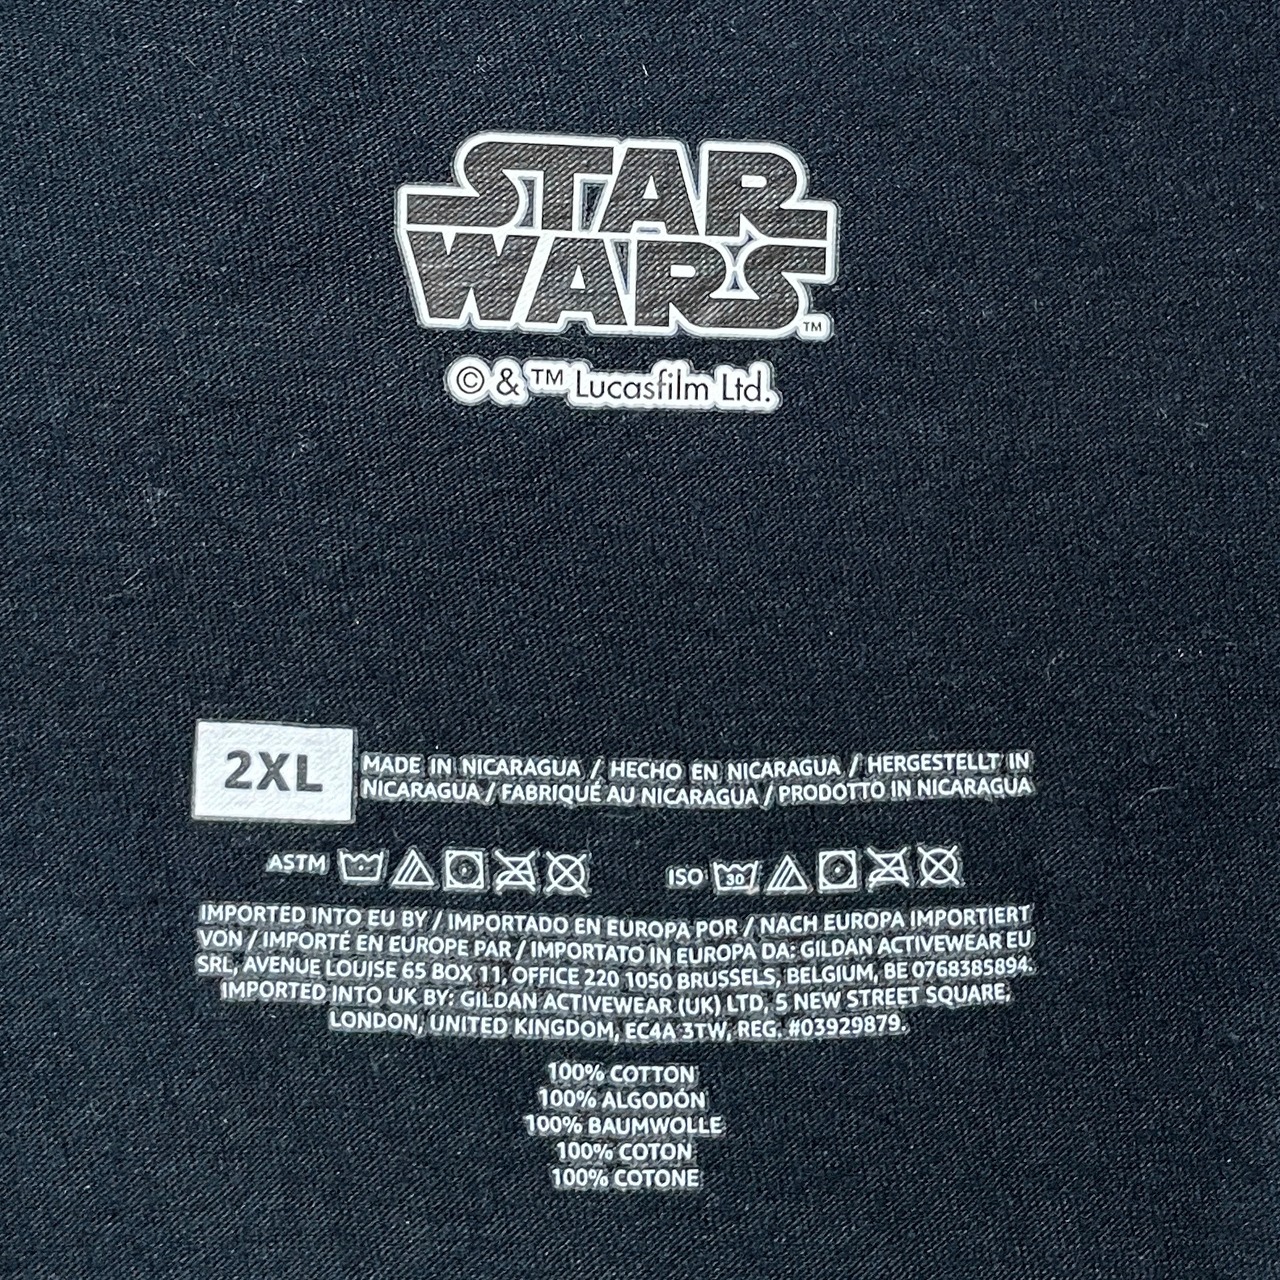 STAR
WARS™
© & ™ Lucasfilm Ltd.
2XL
MADE IN NICARAGUA / HECHO EN NICARAGUA / HERGESTELLT IN
NICARAGUA / FABRIQUÉ AU NICARAGUA / PRODOTTO IN NICARAGUA
ASTM
ISO 30
IMPORTED INTO EU BY / IMPORTADO EN EUROPA POR / NACH EUROPA IMPORTIERT
VON / IMPORTÉ EN EUROPE PAR / IMPORTATO IN EUROPA DA: GILDAN ACTIVEWEAR EU
SRL, AVENUE LOUISE 65 BOX 11, OFFICE 220 1050 BRUSSELS, BELGIUM, BE 0768385894.
IMPORTED INTO UK BY: GILDAN ACTIVEWEAR (UK) LTD, 5 NEW STREET SQUARE,
LONDON, UNITED KINGDOM, EC4A 3TW, REG. #03929879.
100% COTTON
100% ALGODÓN
100% BAUMWOLLE
100% COTON
100% COTONE